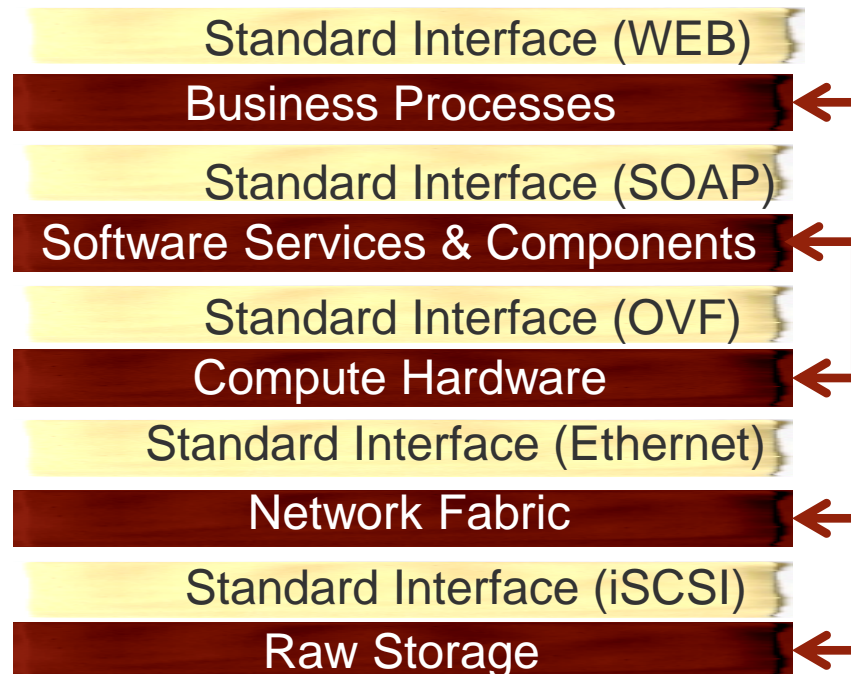 Standard Interface (WEB)
Business Processes
Standard Interface (SOAP)
Software Services & Components
Standard Interface (OVF)
Compute Hardware
Standard Interface (Ethernet)
Network Fabric
Standard Interface (iSCSI)
Raw Storage